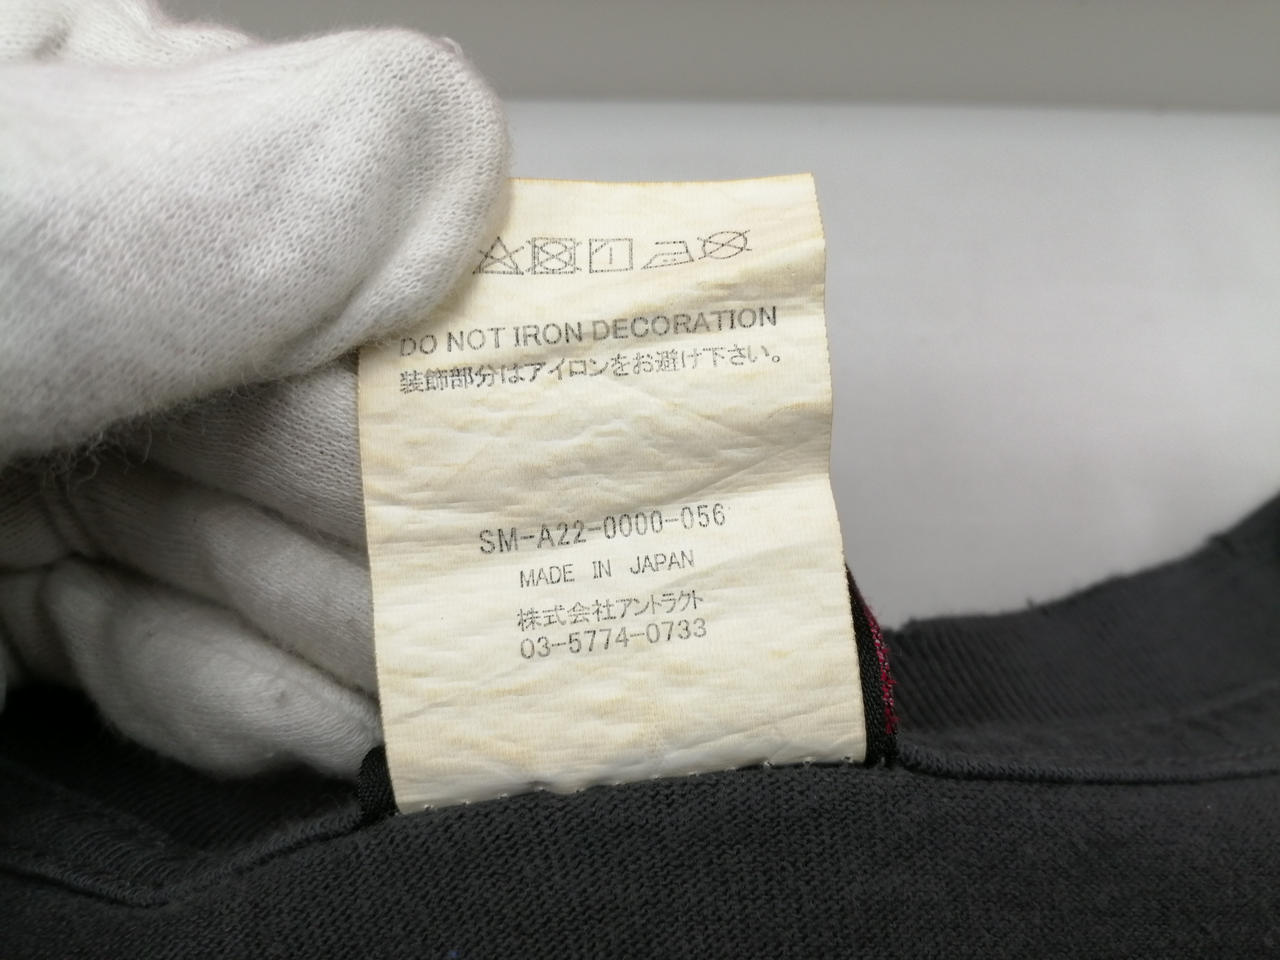 DO NOT IRON DECORATION
装飾部分はアイロンをお避け下さい。
SM-A22-0000-056
MADE IN JAPAN
株式会社アントラクト
03-5774-0733